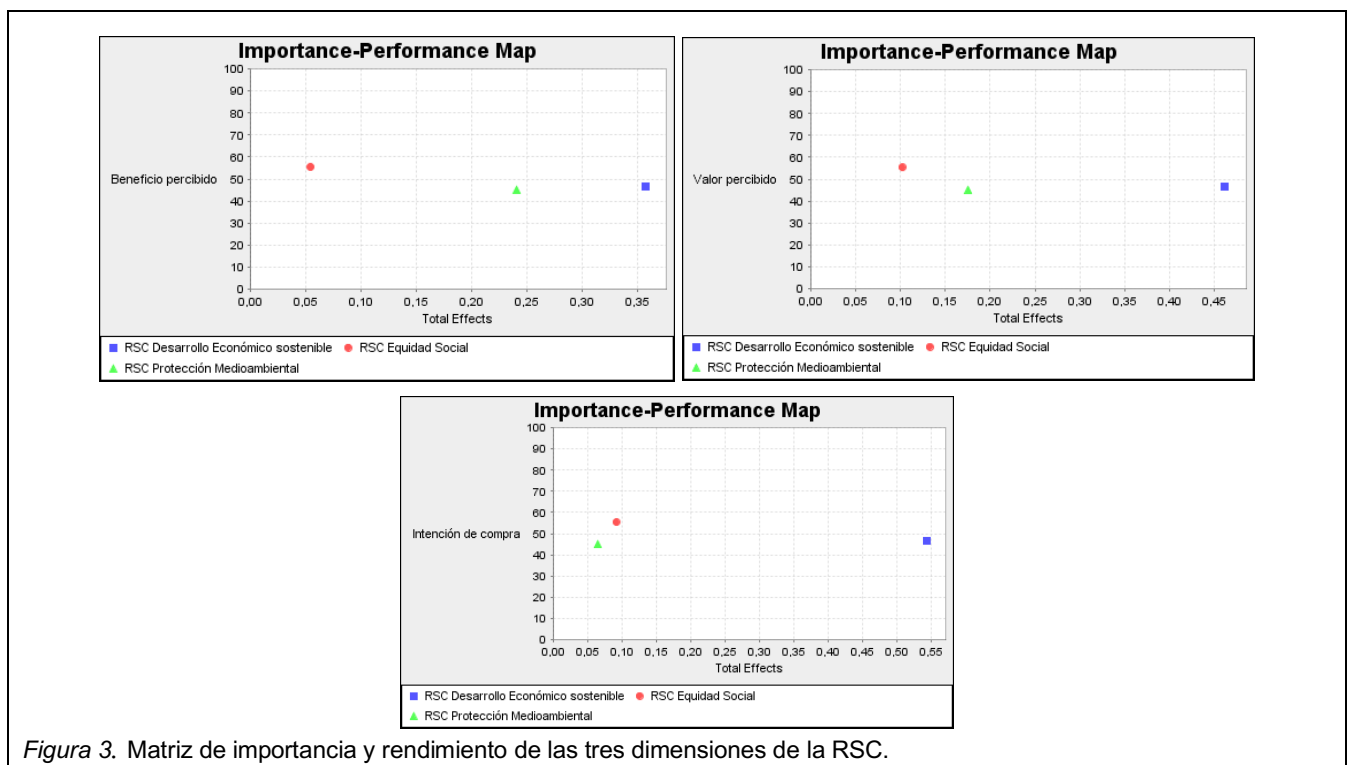 Importance-Performance Map
100
90
80
70
60
50
40
30
20
10
0
Beneficio percibido
0,00 0,05 0,10 0,15 0,20 0,25 0,30 0,35
Total Effects
RSC Desarrollo Económico sostenible RSC Equidad Social
RSC Protección Medioambiental
Importance-Performance Map
100
90
80
70
60
50
40
30
20
10
0
Valor percibido
0,00 0,05 0,10 0,15 0,20 0,25 0,30 0,35 0,40 0,45
Total Effects
RSC Desarrollo Económico sostenible RSC Equidad Social
RSC Protección Medioambiental
Importance-Performance Map
100
90
80
70
60
50
40
30
20
10
0
Intención de compra
0,00 0,05 0,10 0,15 0,20 0,25 0,30 0,35 0,40 0,45 0,50 0,55
Total Effects
RSC Desarrollo Económico sostenible RSC Equidad Social
RSC Protección Medioambiental
Figura 3. Matriz de importancia y rendimiento de las tres dimensiones de la RSC.